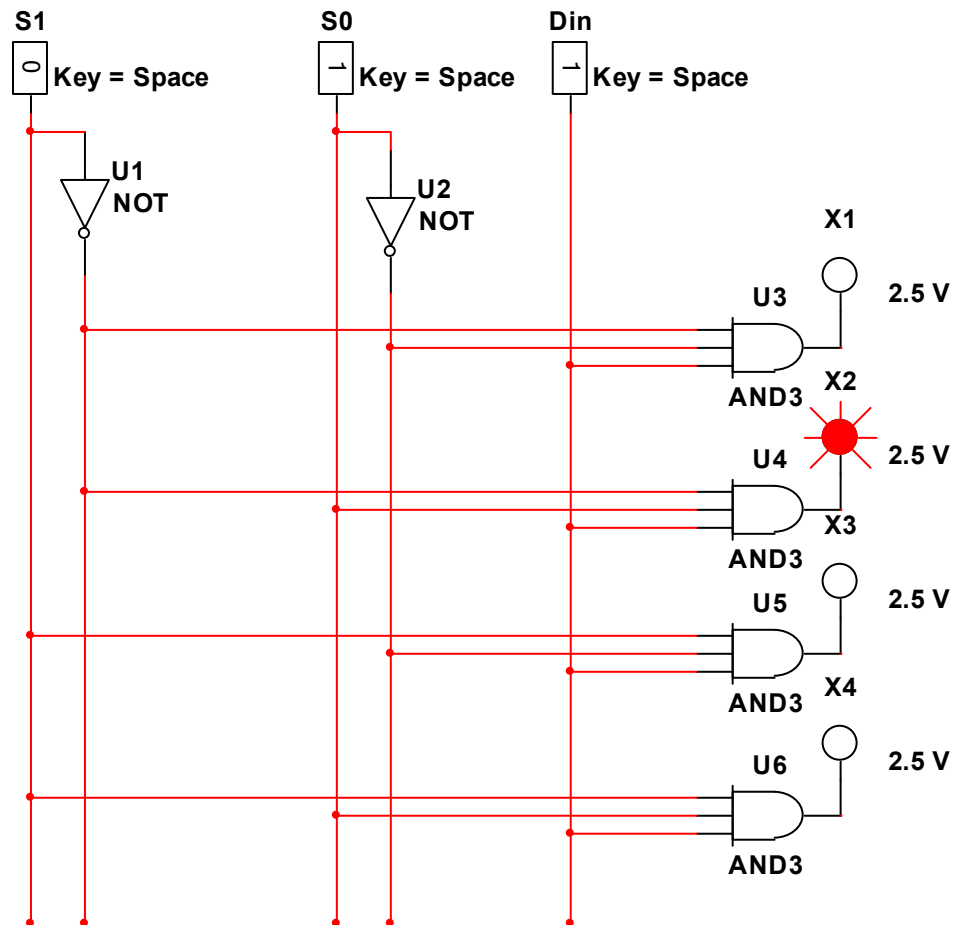 S1
S0
Din
0
Key = Space
1
Key = Space
1
Key = Space
U1
NOT
U2
NOT
X1
U3
2.5 V
AND3
X2
U4
2.5 V
AND3
X3
U5
2.5 V
AND3
X4
U6
2.5 V
AND3